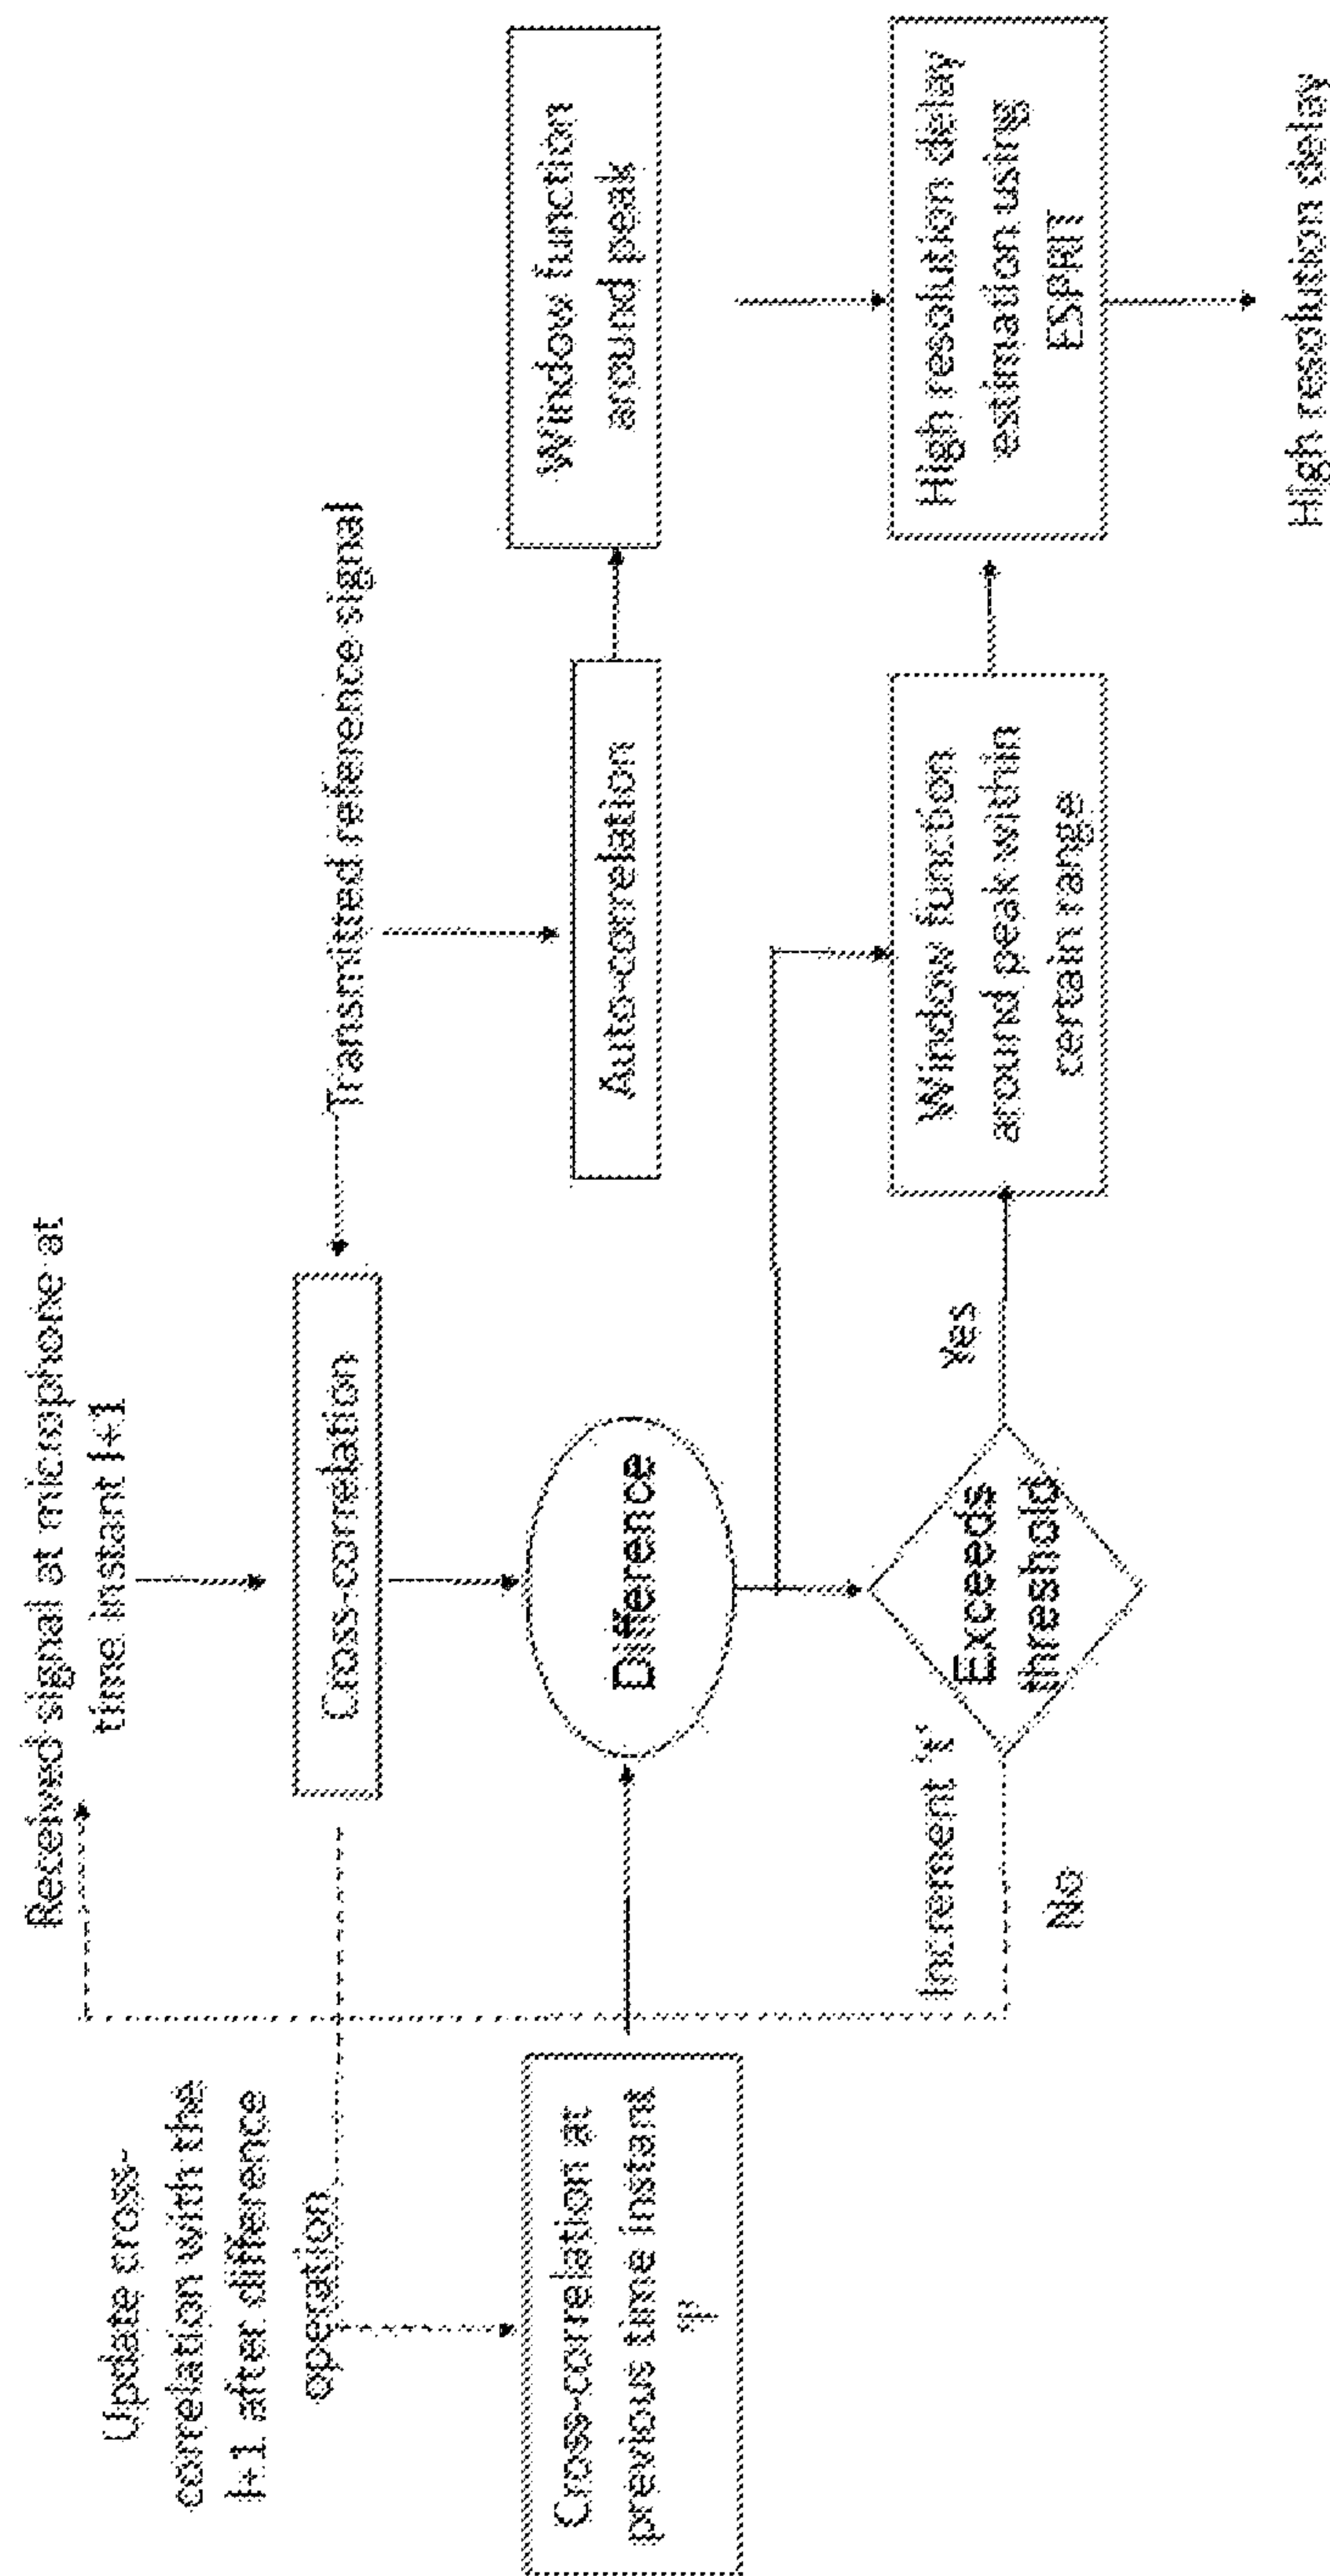 Received signal at microphone at
time instant I+1
Update cross-
correlation with the
I+1 after difference
operation
Cross-correlation
Transmitted reference signal
Cross-correlation at
previous time instant
'I'
Difference
Auto-correlation
Window function
around peak
Increment 'I'
No
Exceeds
threshold
Yes
Window function
around peak within
certain range
High resolution delay
estimation using
ESPRIT
High resolution delay